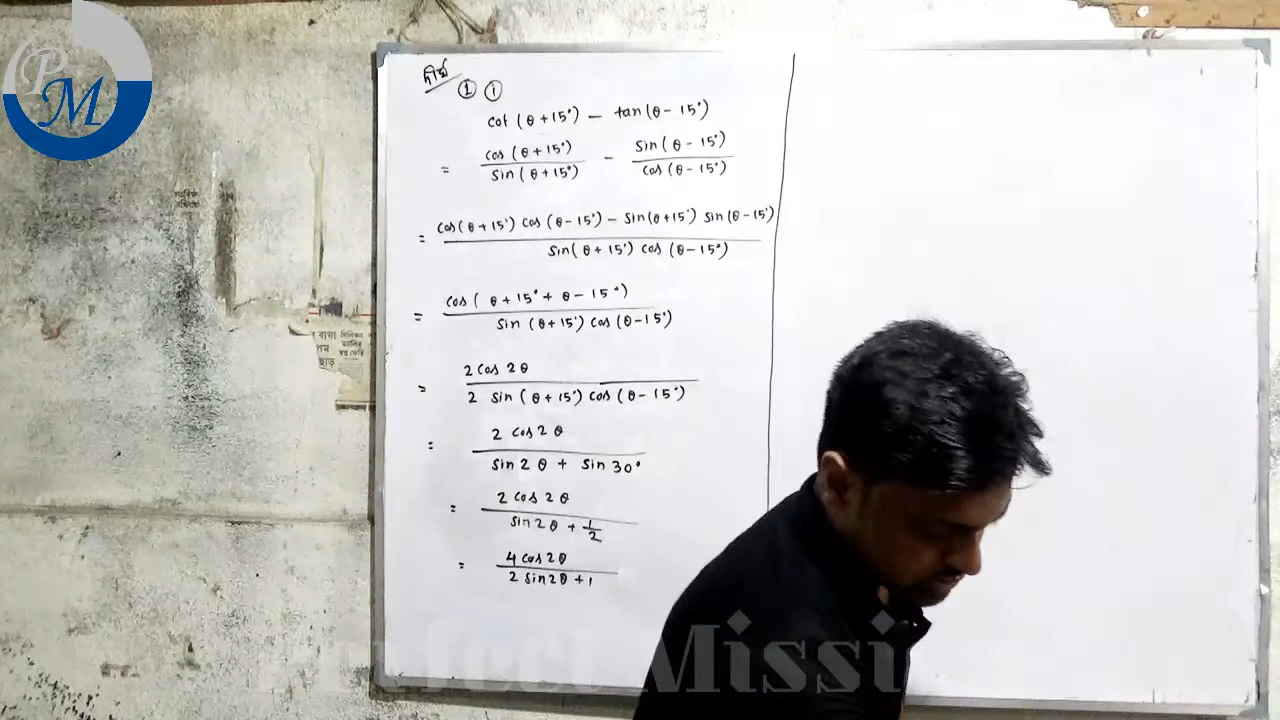 PM
দীর্ঘ
① ⓘ
cot (θ + 15°) − tan (θ − 15°)
= cos (θ + 15°) / sin (θ + 15°) − sin (θ − 15°) / cos (θ − 15°)
= cos (θ + 15°) cos (θ − 15°) − sin (θ + 15°) sin (θ − 15°) / sin (θ + 15°) cos (θ − 15°)
= cos ( θ + 15° + θ − 15°) / sin (θ + 15°) cos (θ − 15°)
= 2 cos 2θ / 2 sin (θ + 15°) cos (θ − 15°)
= 2 cos 2θ / sin 2θ + sin 30°
= 2 cos 2θ / sin 2θ + 1/2
= 4 cos 2θ / 2 sin 2θ + 1
Perfect Missi